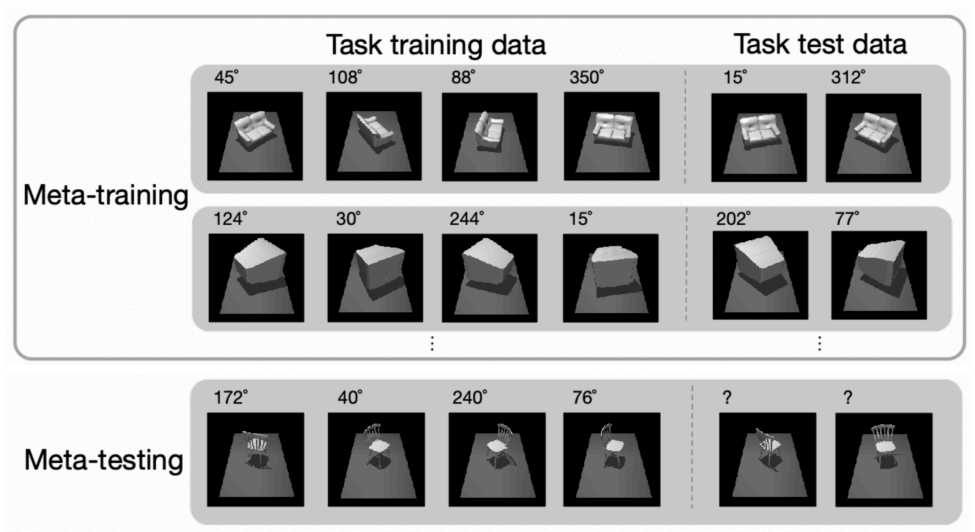 Task training data
Task test data
Meta-training
45° 108° 88° 350° 15° 312°
124° 30° 244° 15° 202° 77°
Meta-testing
172° 40° 240° 76° ? ?